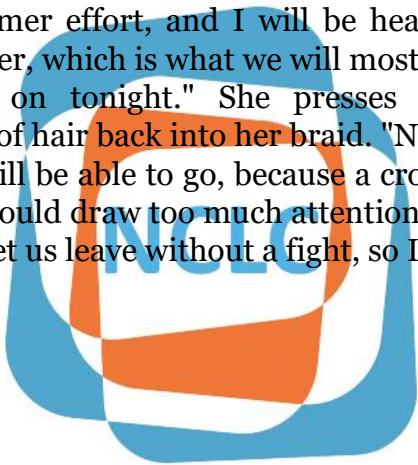 mer effort, and I will be hea
er, which is what we will most
on tonight." She presses
of hair back into her braid. "N
ill be able to go, because a cro
ould draw too much attention
let us leave without a fight, so I
NCLC